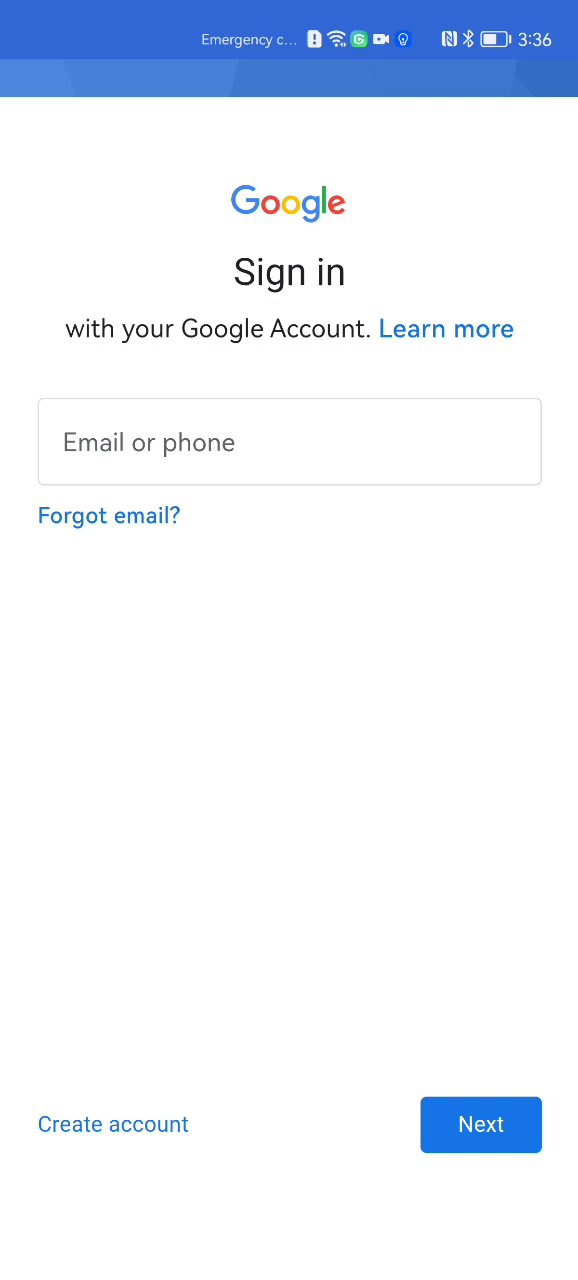 Emergency c... 3:36
Google
Sign in
with your Google Account. Learn more
Email or phone
Forgot email?
Create account
Next